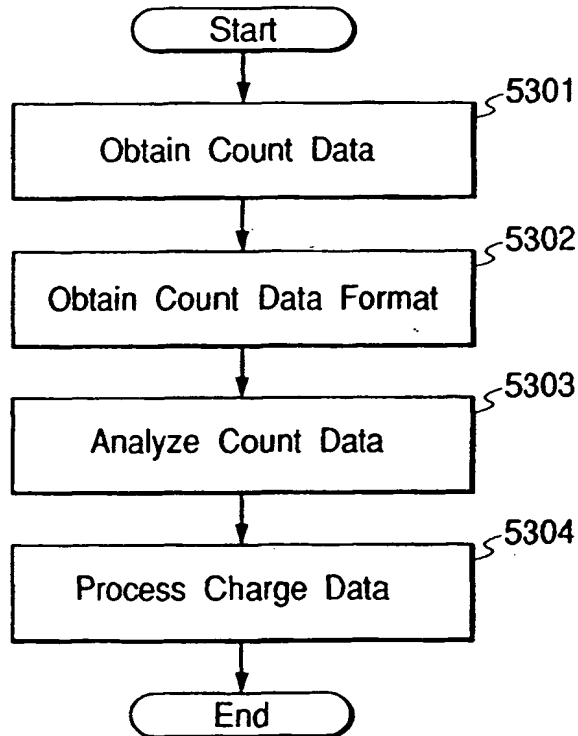 Start
5301
Obtain Count Data
5302
Obtain Count Data Format
5303
Analyze Count Data
5304
Process Charge Data
End